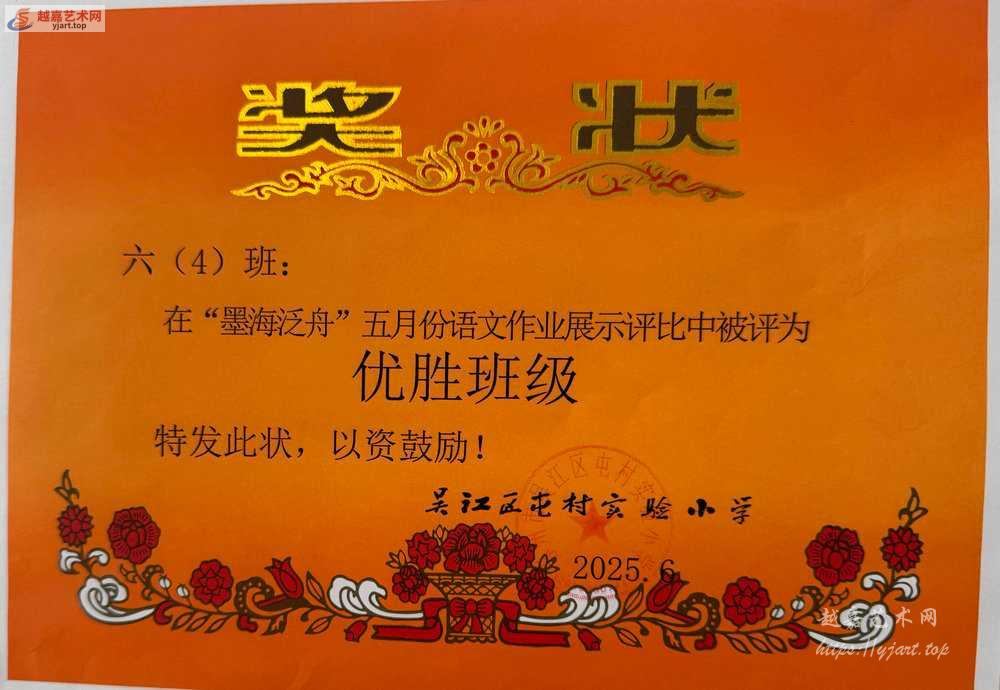 越嘉艺术网
yjart.top
奖 状
六（4）班：
在“墨海泛舟”五月份语文作业展示评比中被评为
优胜班级
特发此状，以资鼓励！
吴江区屯村实验小学
2025.6
越嘉艺术网
https://yjart.top